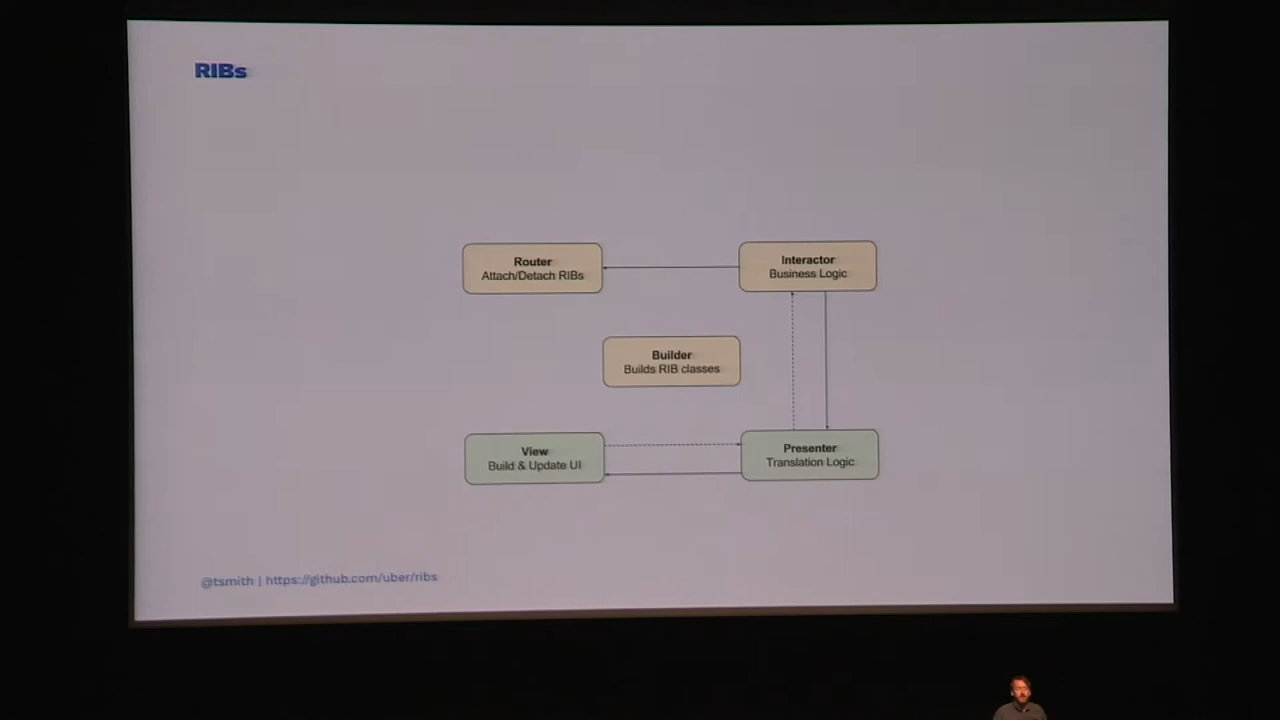 RIBs
Router
Attach/Detach RIBs
Interactor
Business Logic
Builder
Builds RIB classes
View
Build & Update UI
Presenter
Translation Logic
@tsmith | https://github.com/uber/ribs